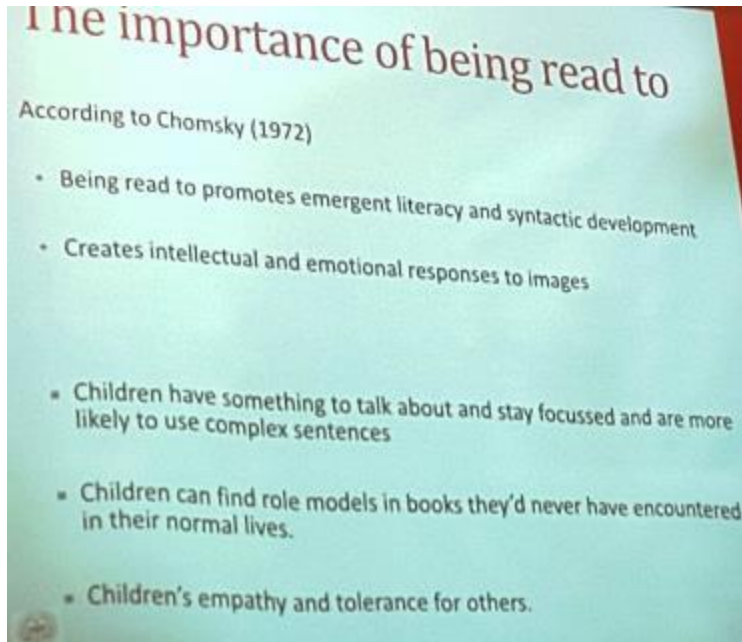 The importance of being read to
According to Chomsky (1972)
• Being read to promotes emergent literacy and syntactic development
• Creates intellectual and emotional responses to images
▪ Children have something to talk about and stay focussed and are more
likely to use complex sentences
▪ Children can find role models in books they'd never have encountered
in their normal lives.
▪ Children's empathy and tolerance for others.